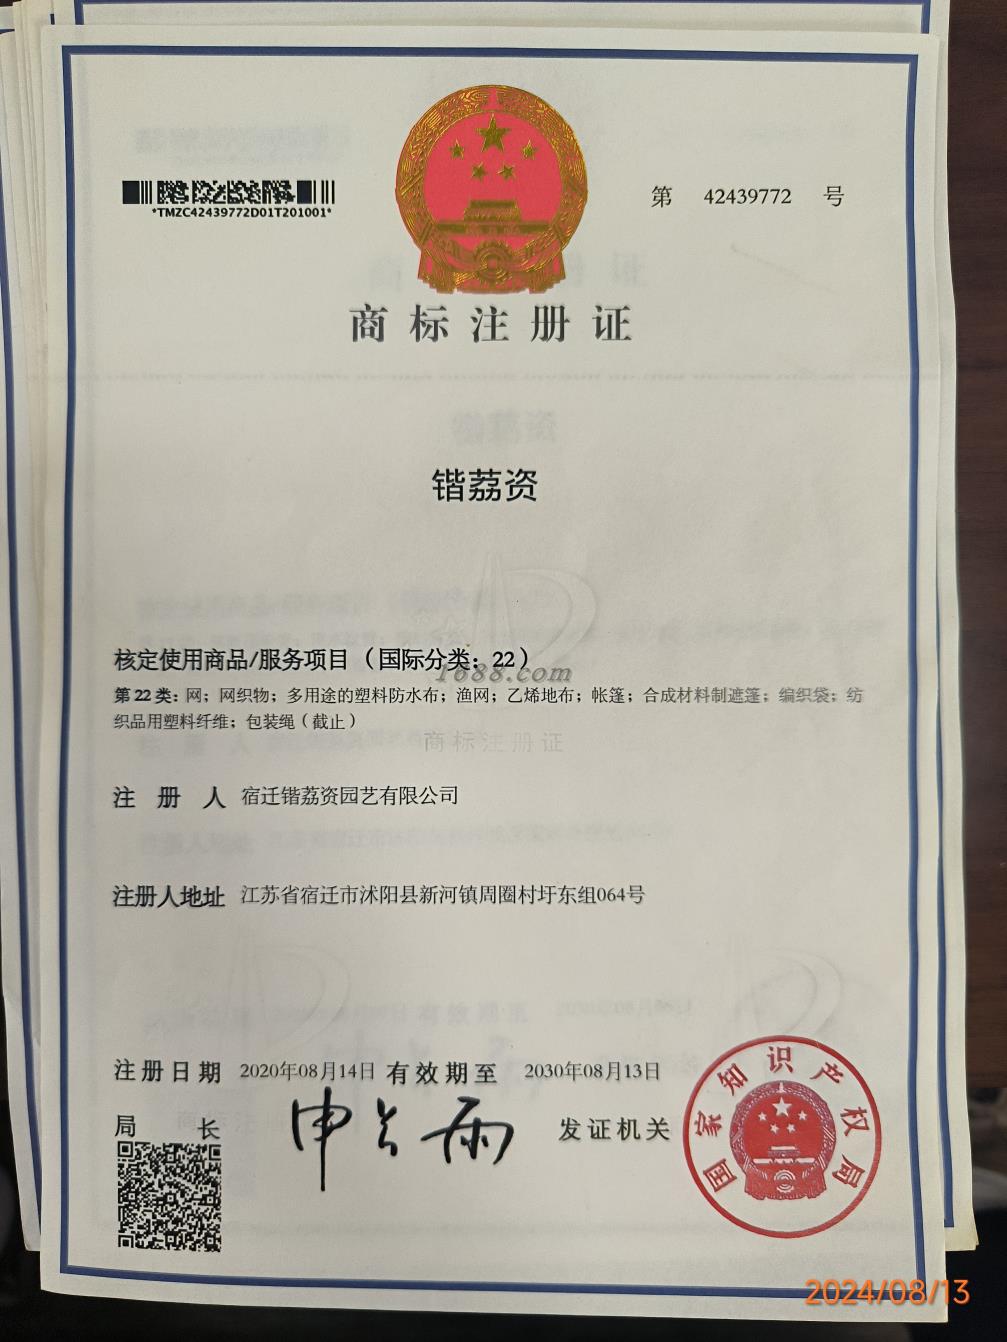 *TMZC42439772D01T201001*
第 42439772 号
商标注册证
锴荔资
核定使用商品/服务项目（国际分类：22）
1688.com
第22类：网；网织物；多用途的塑料防水布；渔网；乙烯地布；帐篷；合成材料制遮篷；编织袋；纺
织品用塑料纤维；包装绳（截止）
商标注册证
注册人 宿迁锴荔资园艺有限公司
注册人地址 江苏省宿迁市沭阳县新河镇周圈村圩东组064号
注册日期 2020年08月14日 有效期至 2030年08月13日
局长 申长雨 发证机关
国家知识产权局
2024/08/13